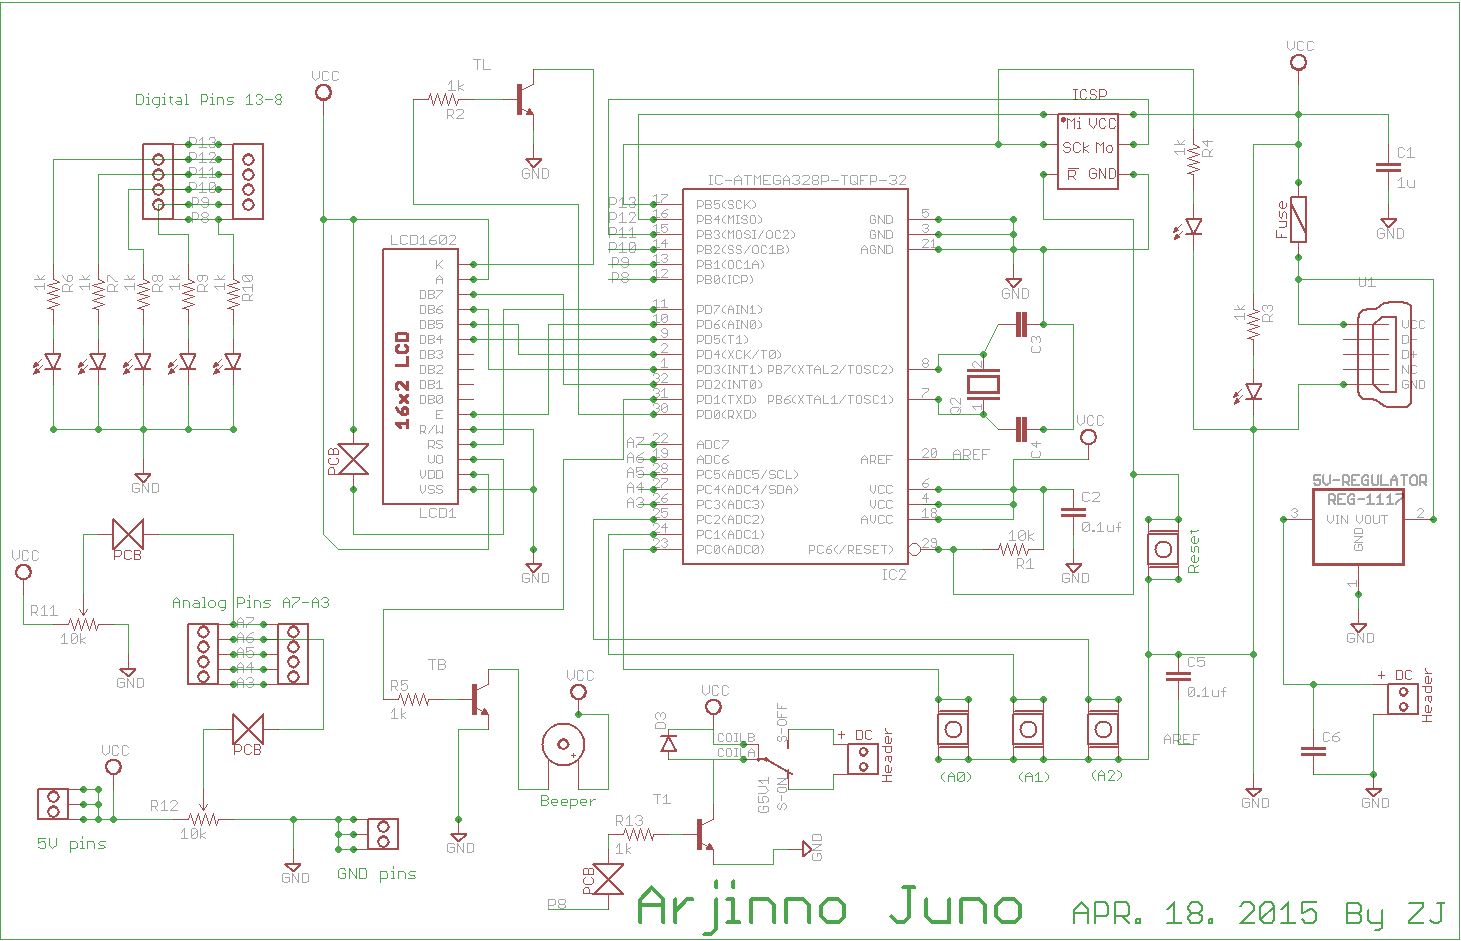 VCC
TL
VCC
Digital Pins 13-8
1k
R2
GND
ICSP
Mi VCC
SCk Mo
R GND
1k
R4
C1
1u
GND
Fuse
P13
P12
P11
P10
P9
P8
IC-ATMEGA328P-TQFP-32
P13 17 PB5(SCK)
P12 16 PB4(MISO)
P11 15 PB3(MOSI/OC2)
P10 14 PB2(SS/OC1B)
P9 13 PB1(OC1A)
P8 12 PB0(ICP)
11 PD7(AIN1)
10 PD6(AIN0)
9 PD5(T1)
2 PD4(XCK/T0)
1 PD3(INT1) PB7(XTAL2/TOSC2) 8
32 PD2(INT0)
31 PD1(TXD) PB6(XTAL1/TOSC1) 7
30 PD0(RXD)
A7 22 ADC7
A6 19 ADC6
A5 28 PC5(ADC5/SCL)
A4 27 PC4(ADC4/SDA)
A3 26 PC3(ADC3)
25 PC2(ADC2)
24 PC1(ADC1)
23 PC0(ADC0)
GND 5
GND 3
AGND 21
AREF 20 AREF
VCC 6
VCC 4
AVCC 18
PC6(/RESET) 29
IC2
GND
C3
Q2
2
1
C4
VCC
C2
0.1uf
GND
10k
R1
LCD1602
K
A
DB7
DB6
DB5
DB4
DB3
DB2
DB1
DB0
E
R/W
RS
VO
VDD
VSS
16x2 LCD
LCD1
PCB
GND
1k
R6
1k
R7
1k
R8
1k
R9
1k
R10
GND
1k
R3
U1
VCC
D-
D+
NC
GND
5V-REGULATOR
REG-1117
3 VIN VOUT 2
GND
1
GND
Reset
PCB
VCC
R11
10k
GND
Analog Pins A7-A3
A7
A6
A5
A4
A3
PCB
VCC
R12
10k
5V pins
GND
GND pins
TB
R5
1k
GND
VCC
+
Beeper
VCC
D3
COILB
COILA
S-OFF
S-ON
G5V1
+ DC
Header
T1
R13
1k
GND
PCB
P8
(A0)
(A1)
(A2)
C5
0.1uf
AREF
GND
+ DC
Header
C6
GND
Arjinno Juno
APR. 18. 2015 By ZJ